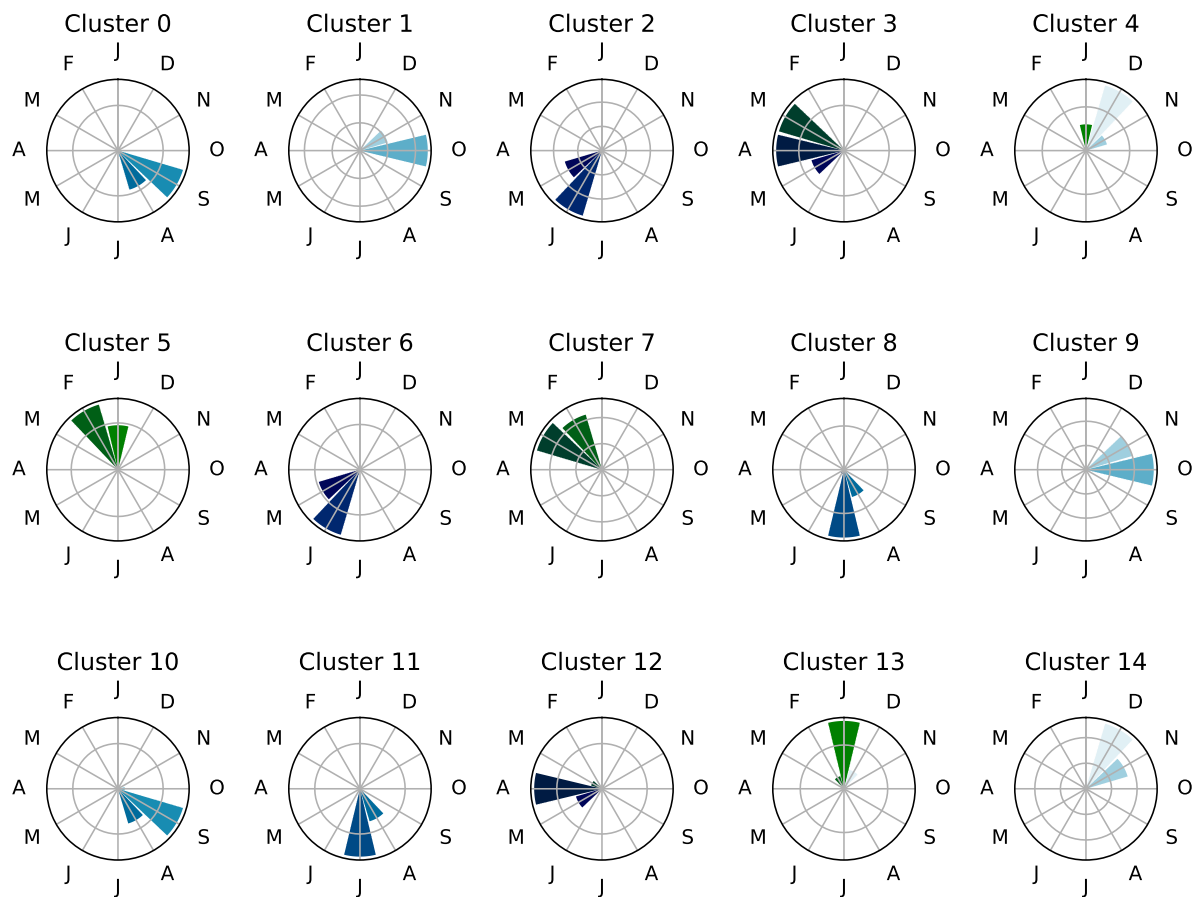 Cluster 0 Cluster 1 Cluster 2 Cluster 3 Cluster 4
J J J J J
F D F D F D F D F D
M N M N M N M N M N
A O A O A O A O A O
M S M S M S M S M S
J A J A J A J A J A
J J J J J
Cluster 5 Cluster 6 Cluster 7 Cluster 8 Cluster 9
J J J J J
F D F D F D F D F D
M N M N M N M N M N
A O A O A O A O A O
M S M S M S M S M S
J A J A J A J A J A
J J J J J
Cluster 10 Cluster 11 Cluster 12 Cluster 13 Cluster 14
J J J J J
F D F D F D F D F D
M N M N M N M N M N
A O A O A O A O A O
M S M S M S M S M S
J A J A J A J A J A
J J J J J